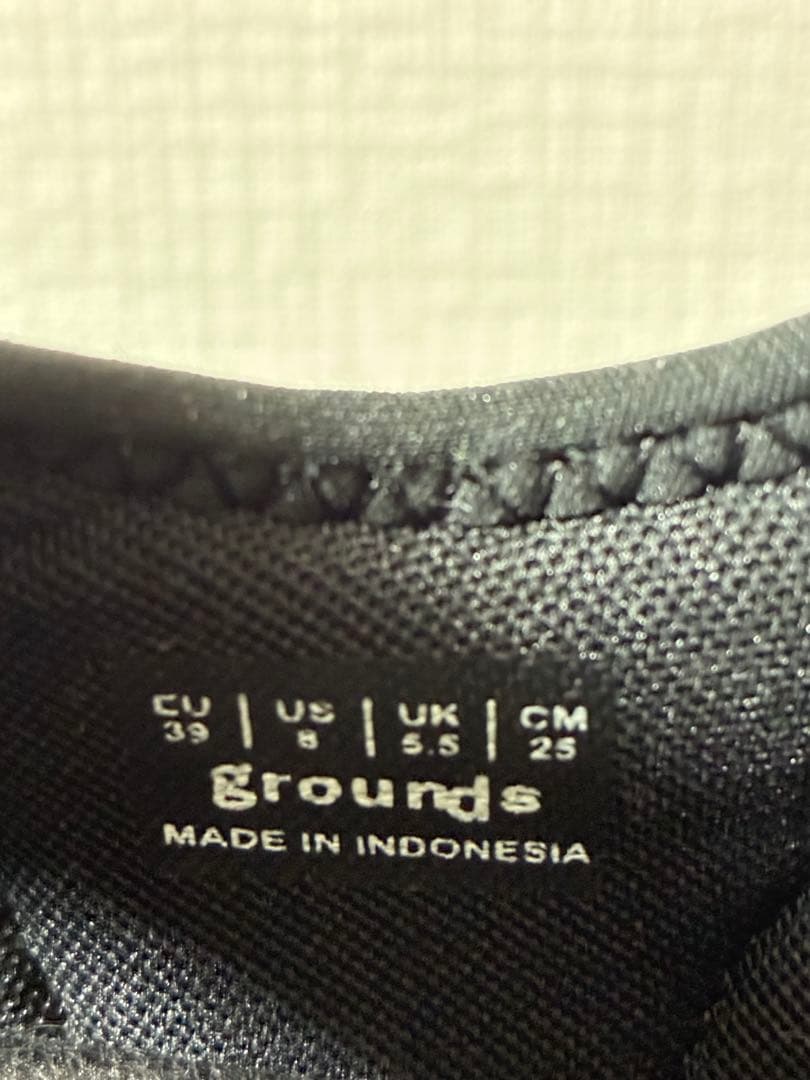 EU | US | UK | CM
39 | 8 | 5.5 | 25
grounds
MADE IN INDONESIA